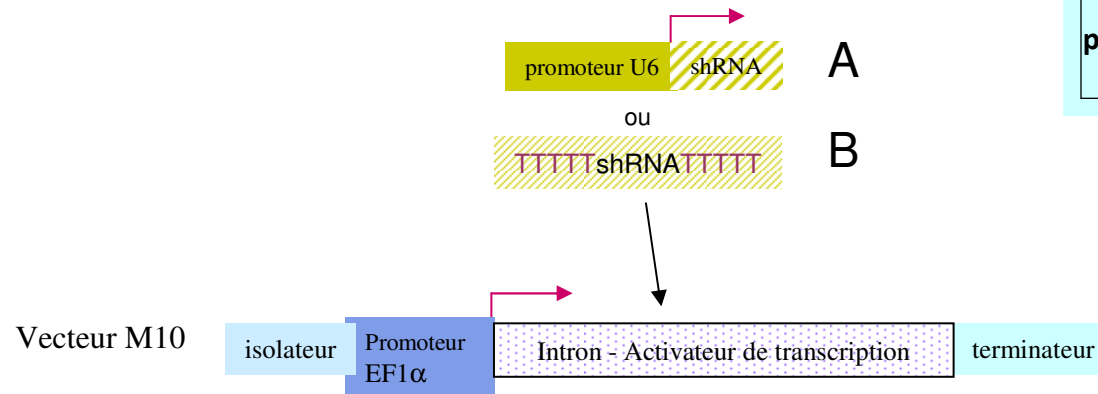 promoteur U6 shRNA A
p
ou
TTTTTshRNATTTTT B
Vecteur M10 isolateur Promoteur EF1α Intron - Activateur de transcription terminateur